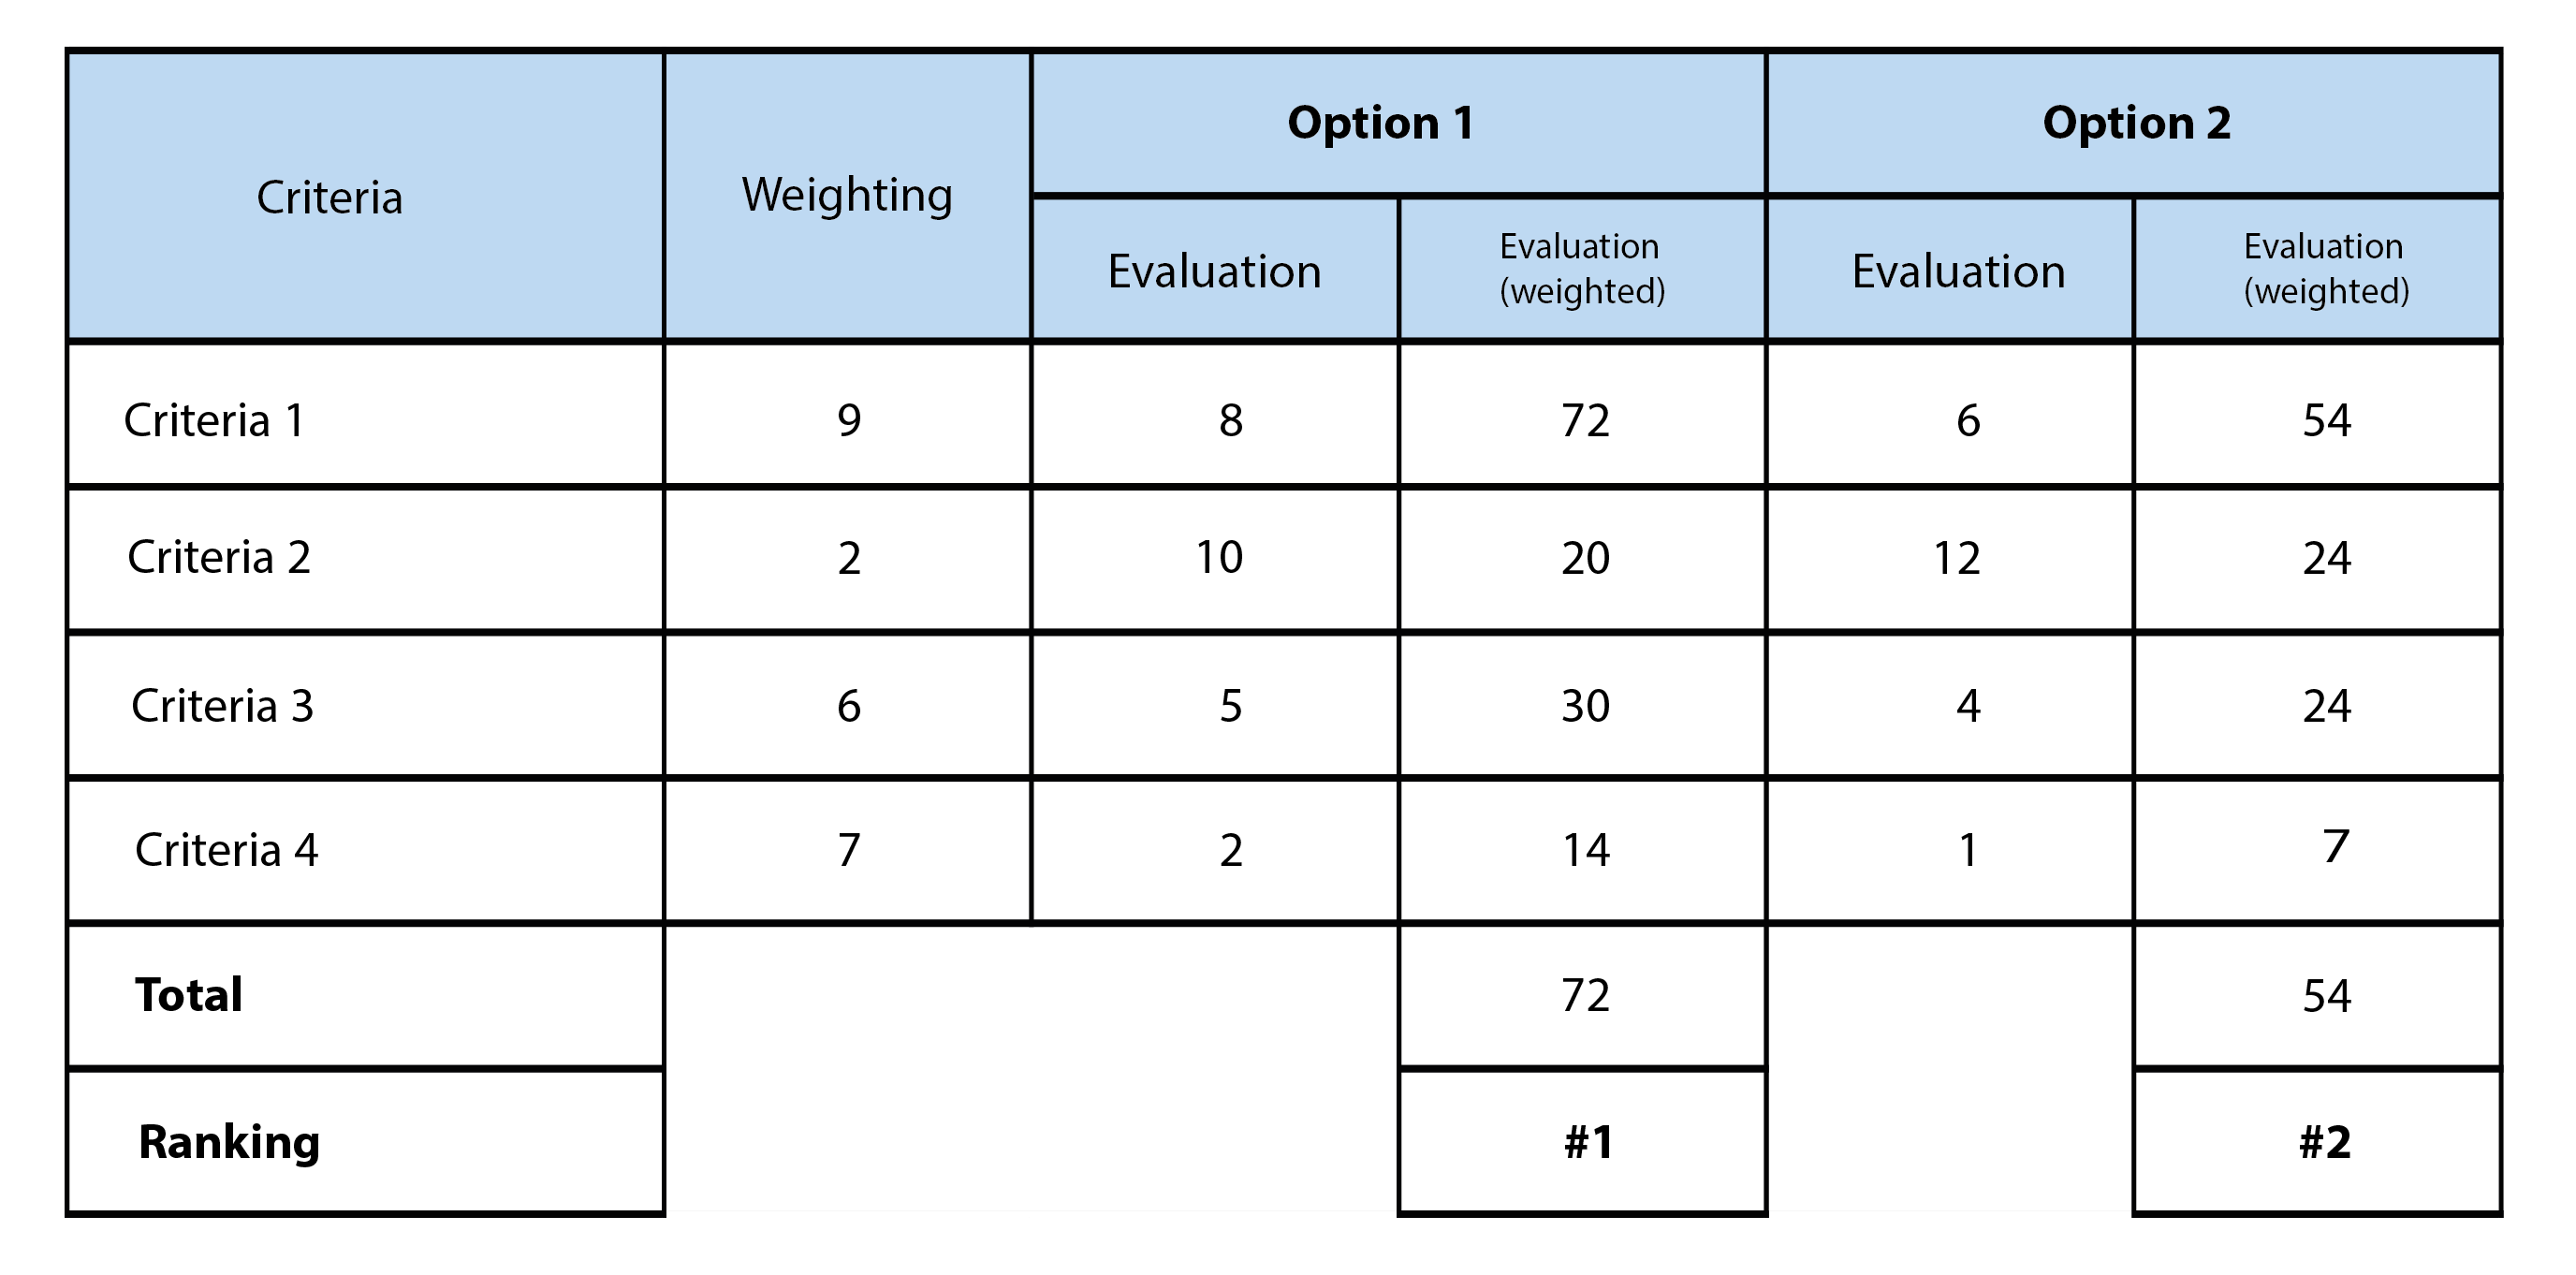 Criteria Weighting Option 1 Option 2
Evaluation Evaluation (weighted) Evaluation Evaluation (weighted)
Criteria 1 9 8 72 6 54
Criteria 2 2 10 20 12 24
Criteria 3 6 5 30 4 24
Criteria 4 7 2 14 1 7
Total 72 54
Ranking #1 #2